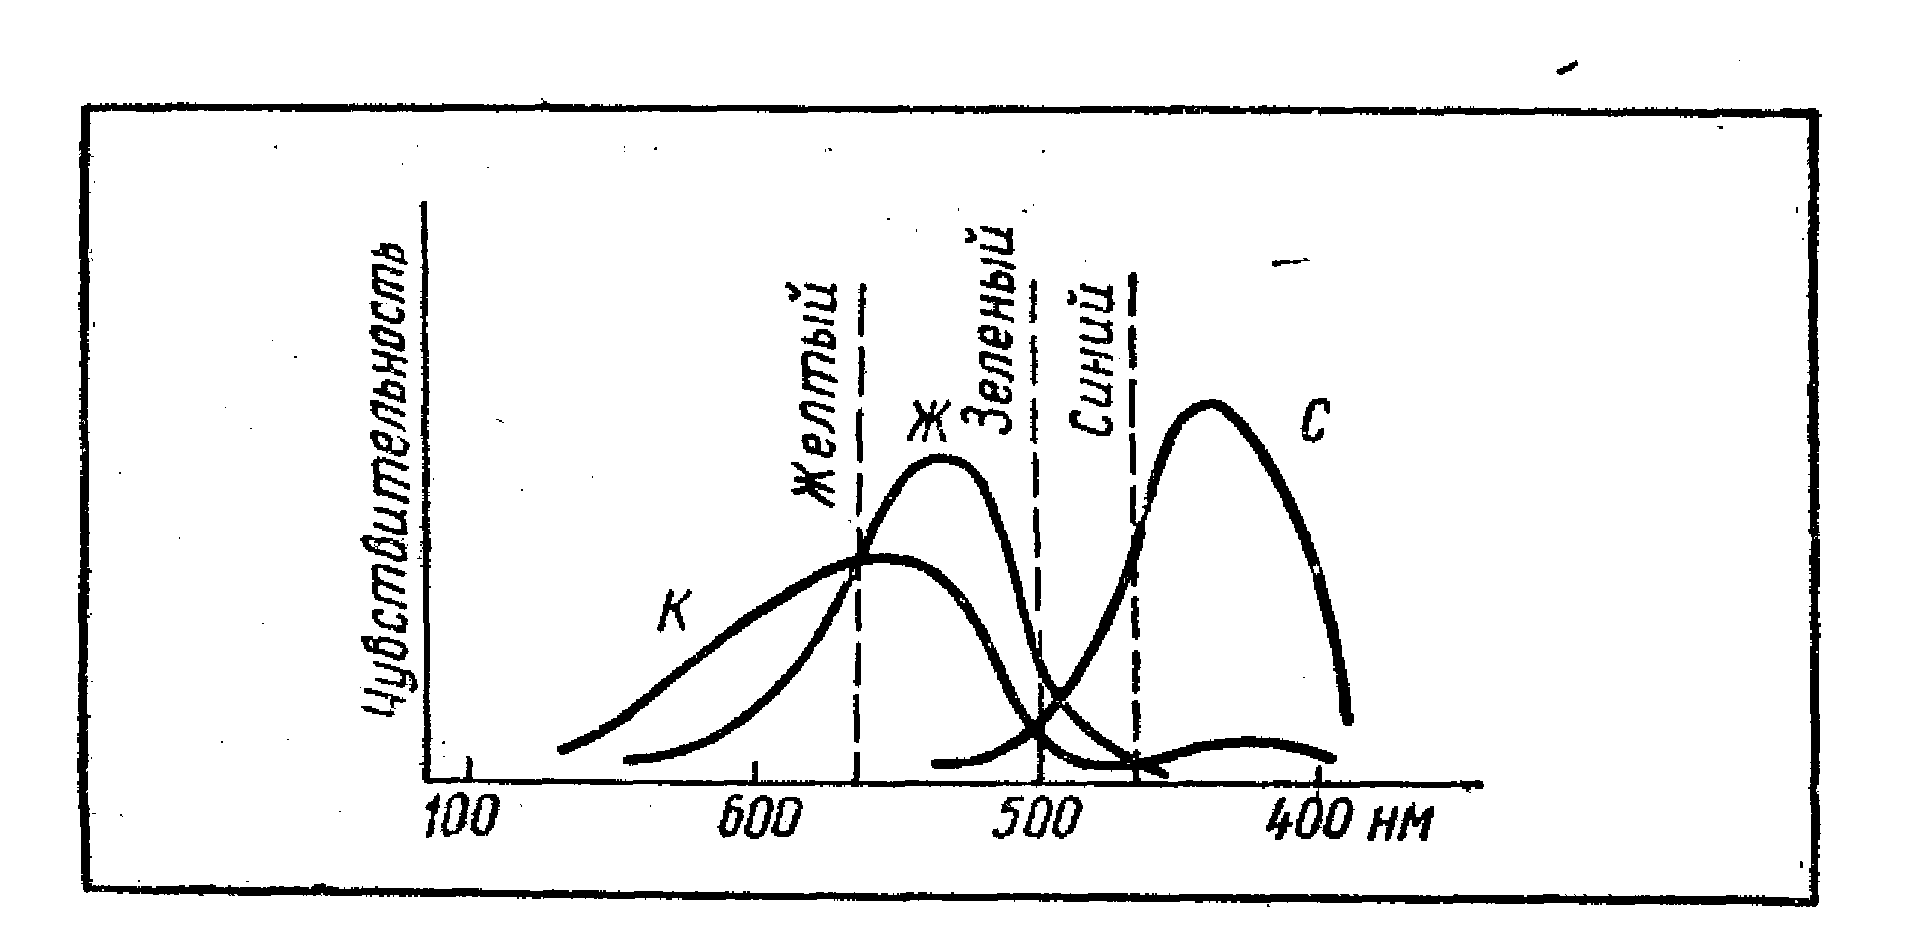 Чувствительность
Желтый
Зеленый
Синий
Ж
С
К
100
600
500
400 нм